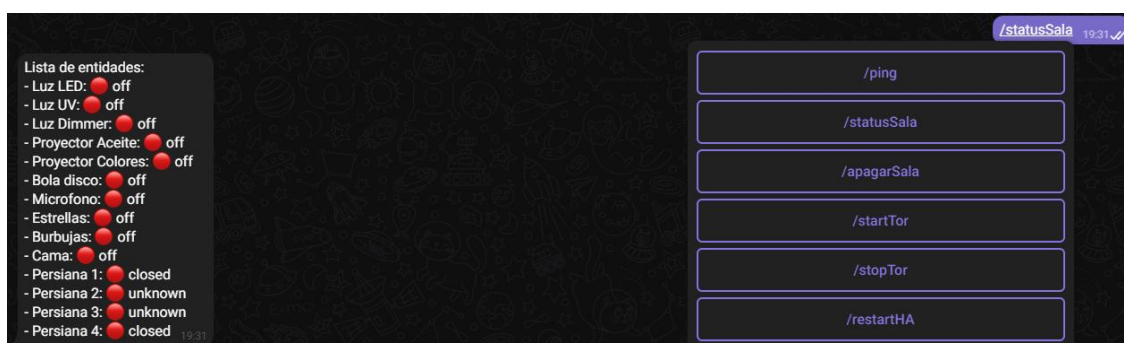 /statusSala 19:31
Lista de entidades:
- Luz LED: 🔴 off
- Luz UV: 🔴 off
- Luz Dimmer: 🔴 off
- Proyector Aceite: 🔴 off
- Proyector Colores: 🔴 off
- Bola disco: 🔴 off
- Microfono: 🔴 off
- Estrellas: 🔴 off
- Burbujas: 🔴 off
- Cama: 🔴 off
- Persiana 1: 🔴 closed
- Persiana 2: 🔴 unknown
- Persiana 3: 🔴 unknown
- Persiana 4: 🔴 closed 19:31
/ping
/statusSala
/apagarSala
/startTor
/stopTor
/restartHA